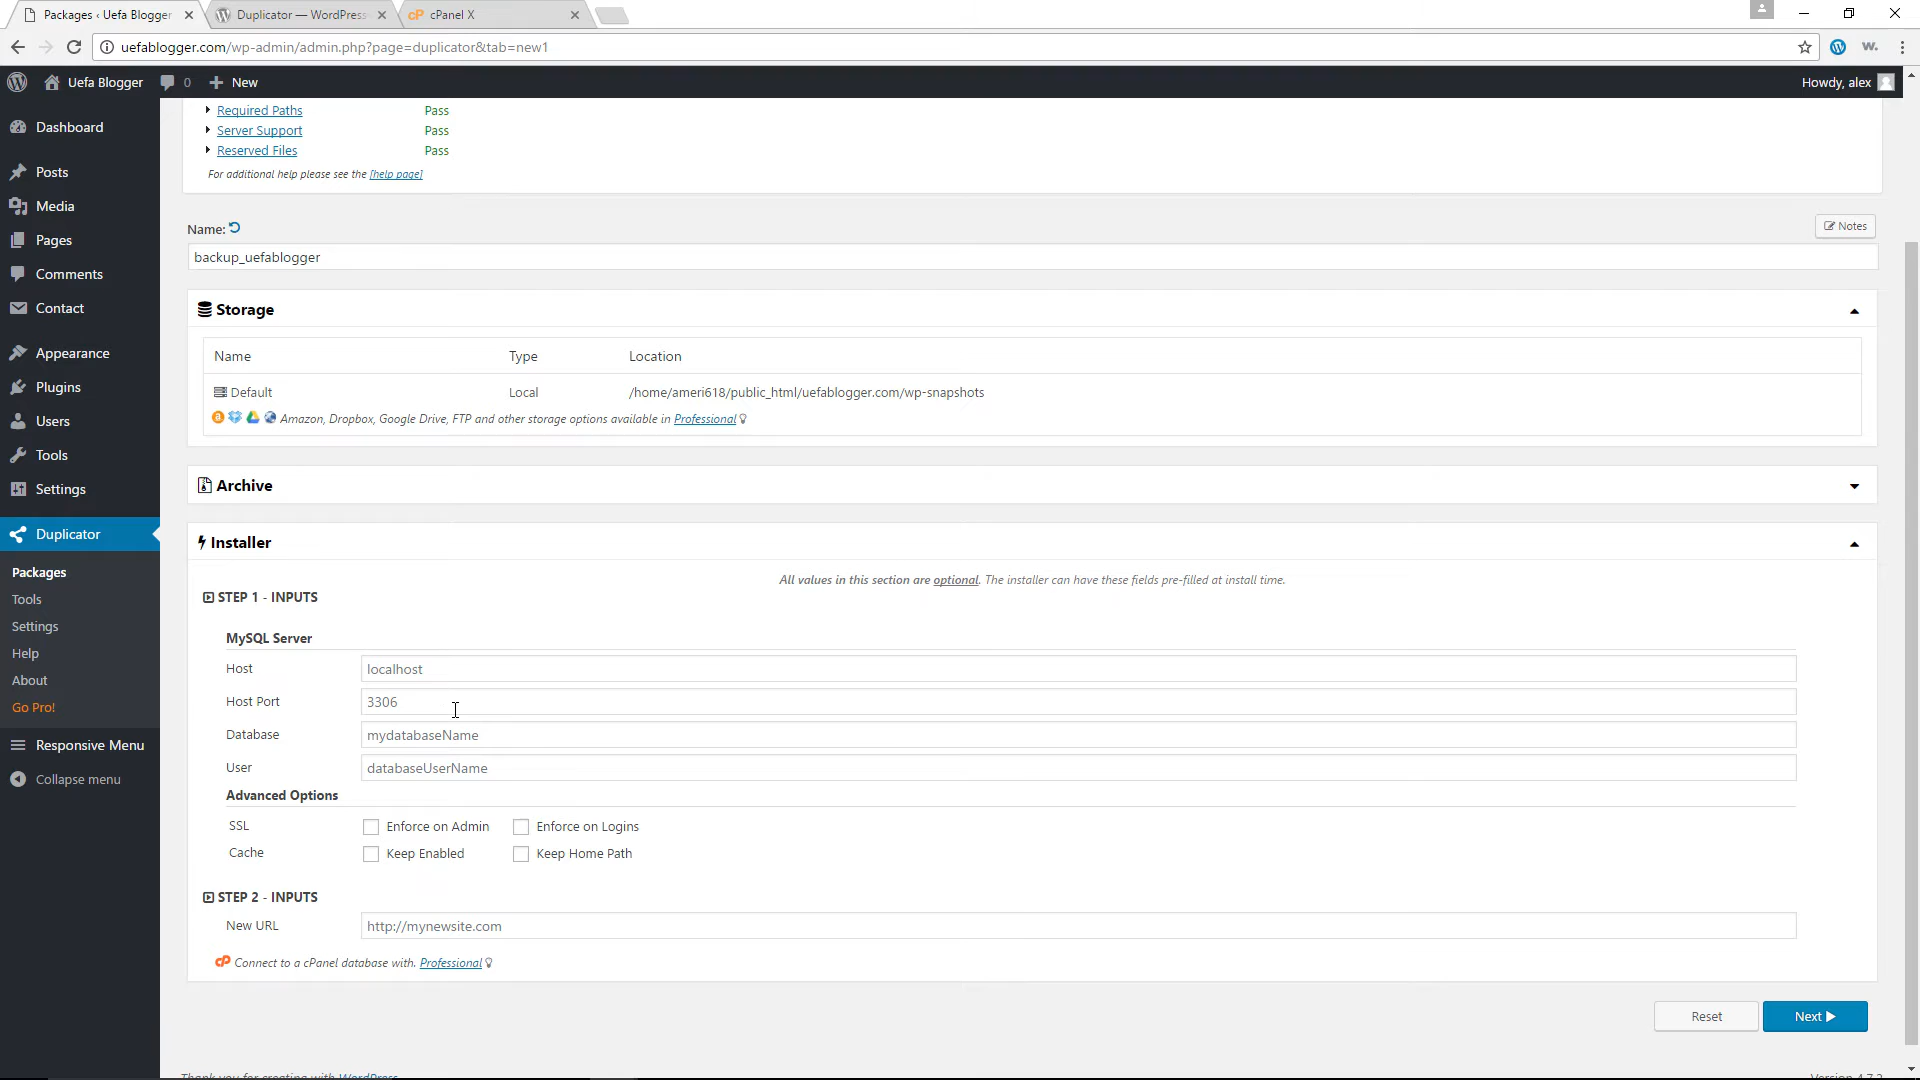 Packages ‹ Uefa Blogger
Duplicator — WordPress
cP cPanel X
uefablogger.com/wp-admin/admin.php?page=duplicator&tab=new1
Uefa Blogger
0
New
Howdy, alex
Dashboard
Posts
Media
Pages
Comments
Contact
Appearance
Plugins
Users
Tools
Settings
Duplicator
Packages
Tools
Settings
Help
About
Go Pro!
Responsive Menu
Collapse menu
Required Paths Pass
Server Support Pass
Reserved Files Pass
For additional help please see the [help page]
Name:
Notes
backup_uefablogger
Storage
Name Type Location
Default Local /home/ameri618/public_html/uefablogger.com/wp-snapshots
Amazon, Dropbox, Google Drive, FTP and other storage options available in Professional
Archive
Installer
All values in this section are optional. The installer can have these fields pre-filled at install time.
STEP 1 - INPUTS
MySQL Server
Host localhost
Host Port 3306
Database mydatabaseName
User databaseUserName
Advanced Options
SSL Enforce on Admin Enforce on Logins
Cache Keep Enabled Keep Home Path
STEP 2 - INPUTS
New URL http://mynewsite.com
cP Connect to a cPanel database with. Professional
Reset
Next
Thank you for creating with WordPress
Version 4.7.2